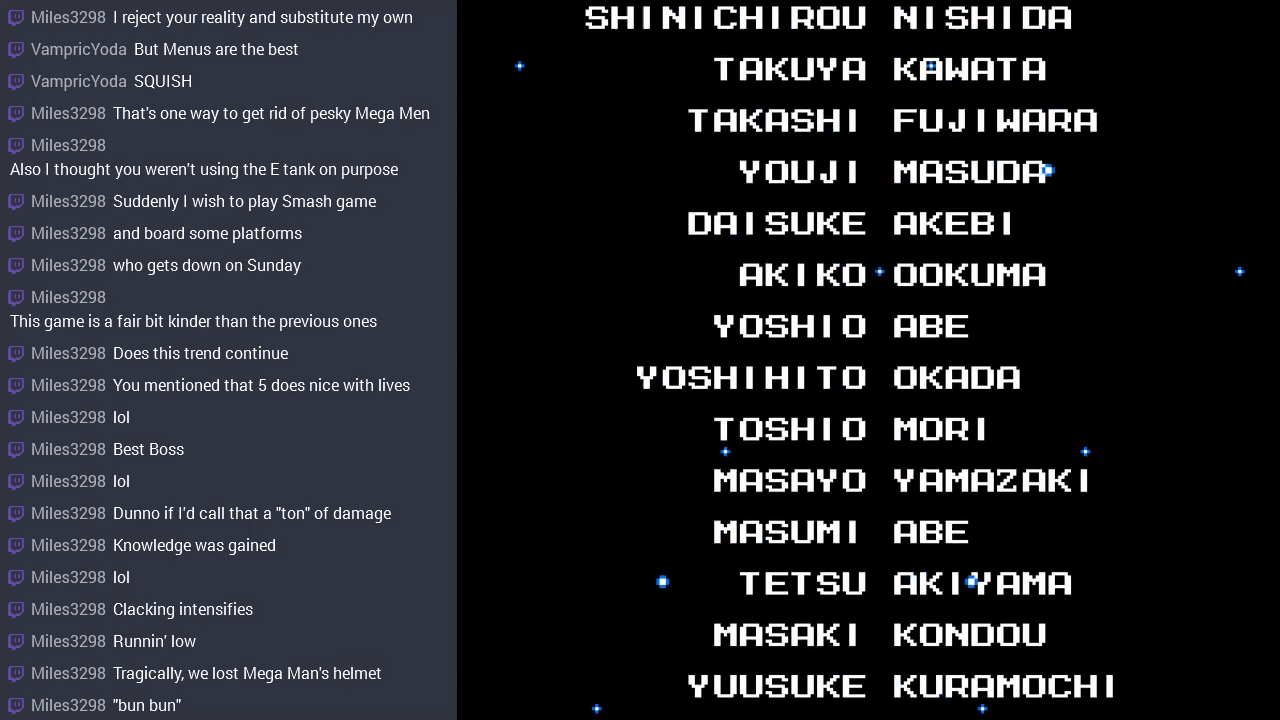 Miles3298 I reject your reality and substitute my own
VampricYoda But Menus are the best
VampricYoda SQUISH
Miles3298 That's one way to get rid of pesky Mega Men
Miles3298
Also I thought you weren't using the E tank on purpose
Miles3298 Suddenly I wish to play Smash game
Miles3298 and board some platforms
Miles3298 who gets down on Sunday
Miles3298
This game is a fair bit kinder than the previous ones
Miles3298 Does this trend continue
Miles3298 You mentioned that 5 does nice with lives
Miles3298 lol
Miles3298 Best Boss
Miles3298 lol
Miles3298 Dunno if I'd call that a "ton" of damage
Miles3298 Knowledge was gained
Miles3298 lol
Miles3298 Clacking intensifies
Miles3298 Runnin' low
Miles3298 Tragically, we lost Mega Man's helmet
Miles3298 "bun bun"
SHINICHIROU NISHIDA
TAKUYA KAWATA
TAKASHI FUJIWARA
YOUJI MASUDA
DAISUKE AKEBI
AKIKO OOKUMA
YOSHIO ABE
YOSHIHITO OKADA
TOSHIO MORI
MASAYO YAMAZAKI
MASUMI ABE
TETSU AKIYAMA
MASAKI KONDOU
YUUSUKE KURAMOCHI